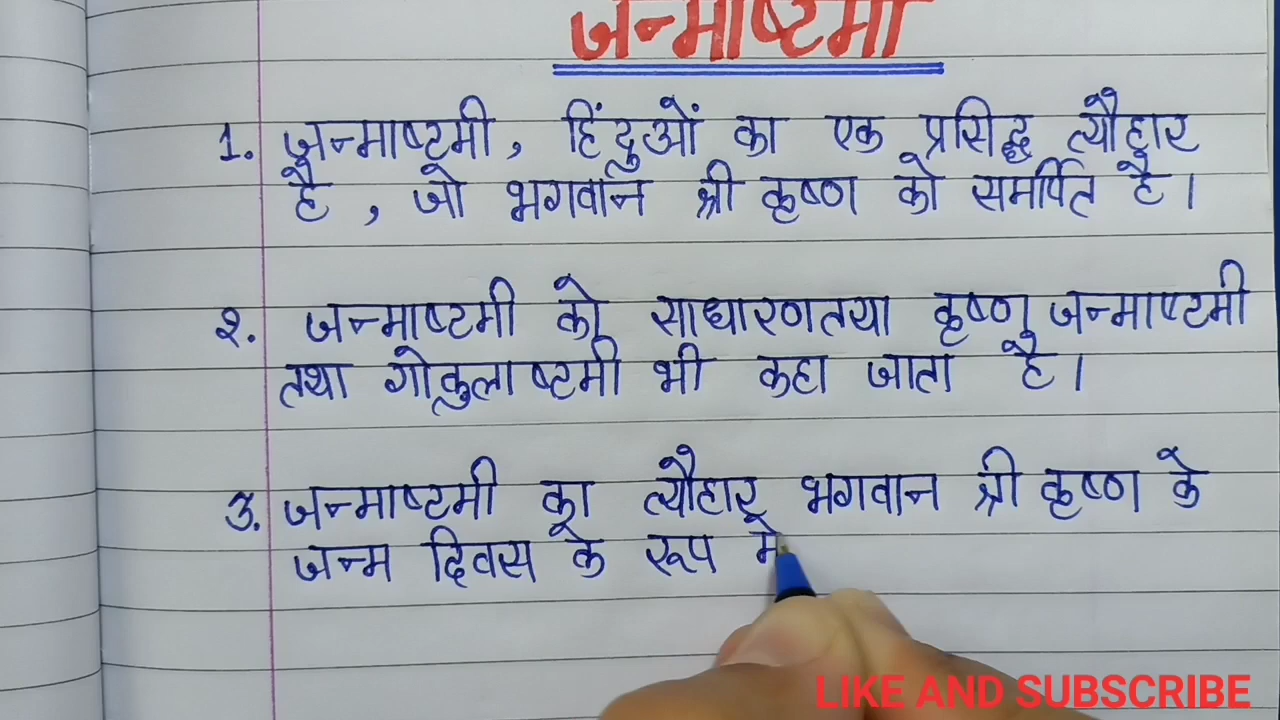 जन्माष्टमी
1. जन्माष्टमी, हिंदुओं का एक प्रसिद्ध त्यौहार
है, जो भगवान श्री कृष्ण को समर्पित है।
२. जन्माष्टमी को साधारणतया कृष्ण जन्माष्टमी
तथा गोकुलाष्टमी भी कहा जाता है।
3. जन्माष्टमी का त्यौहार भगवान श्री कृष्ण के
जन्म दिवस के रूप मे
LIKE AND SUBSCRIBE